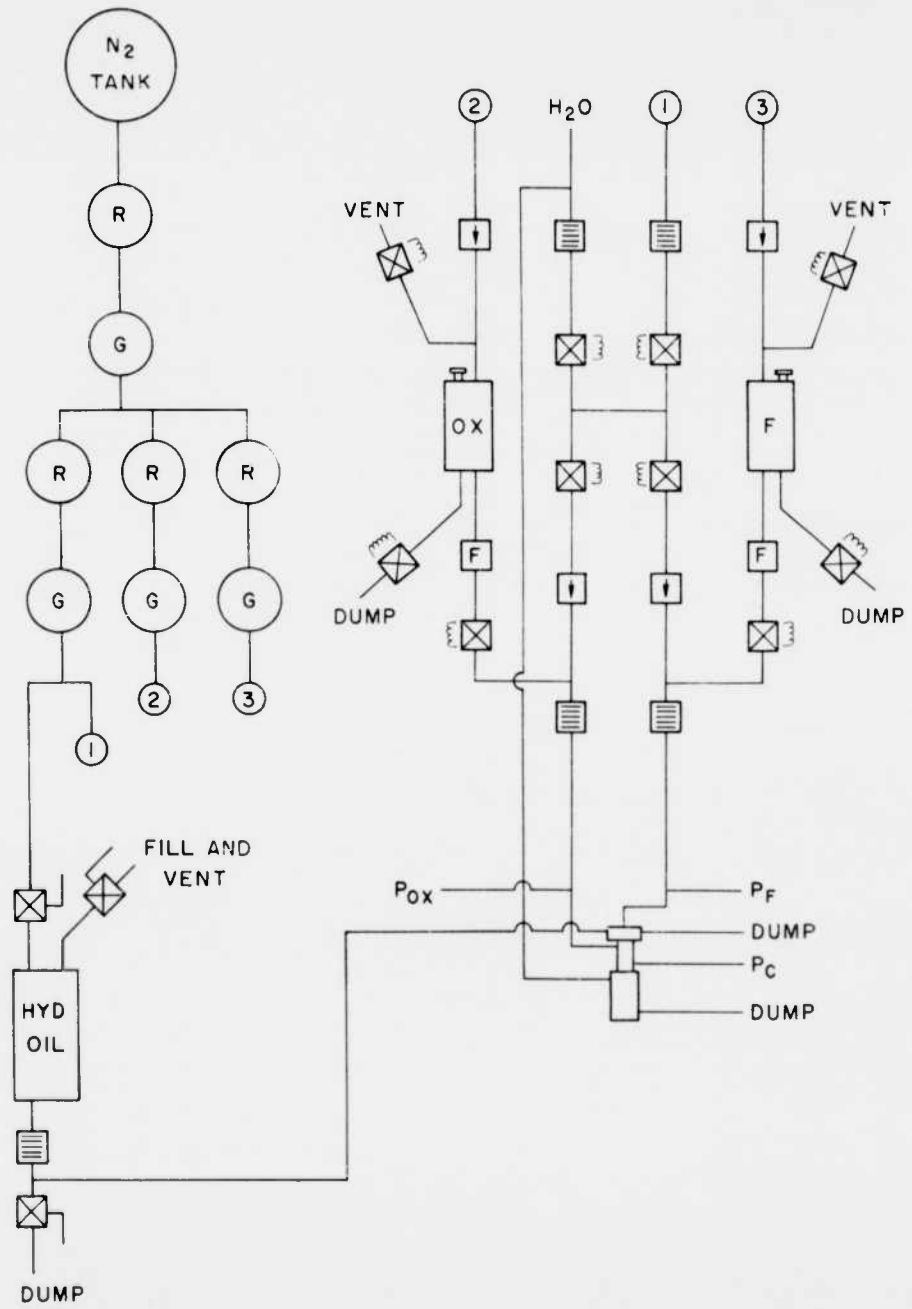 N2
TANK
R
G
R R R
G G G
1
2
3
FILL AND
VENT
HYD
OIL
DUMP
2
H2O
1
3
VENT
VENT
OX
F
F
F
DUMP
DUMP
POX
PF
DUMP
PC
DUMP